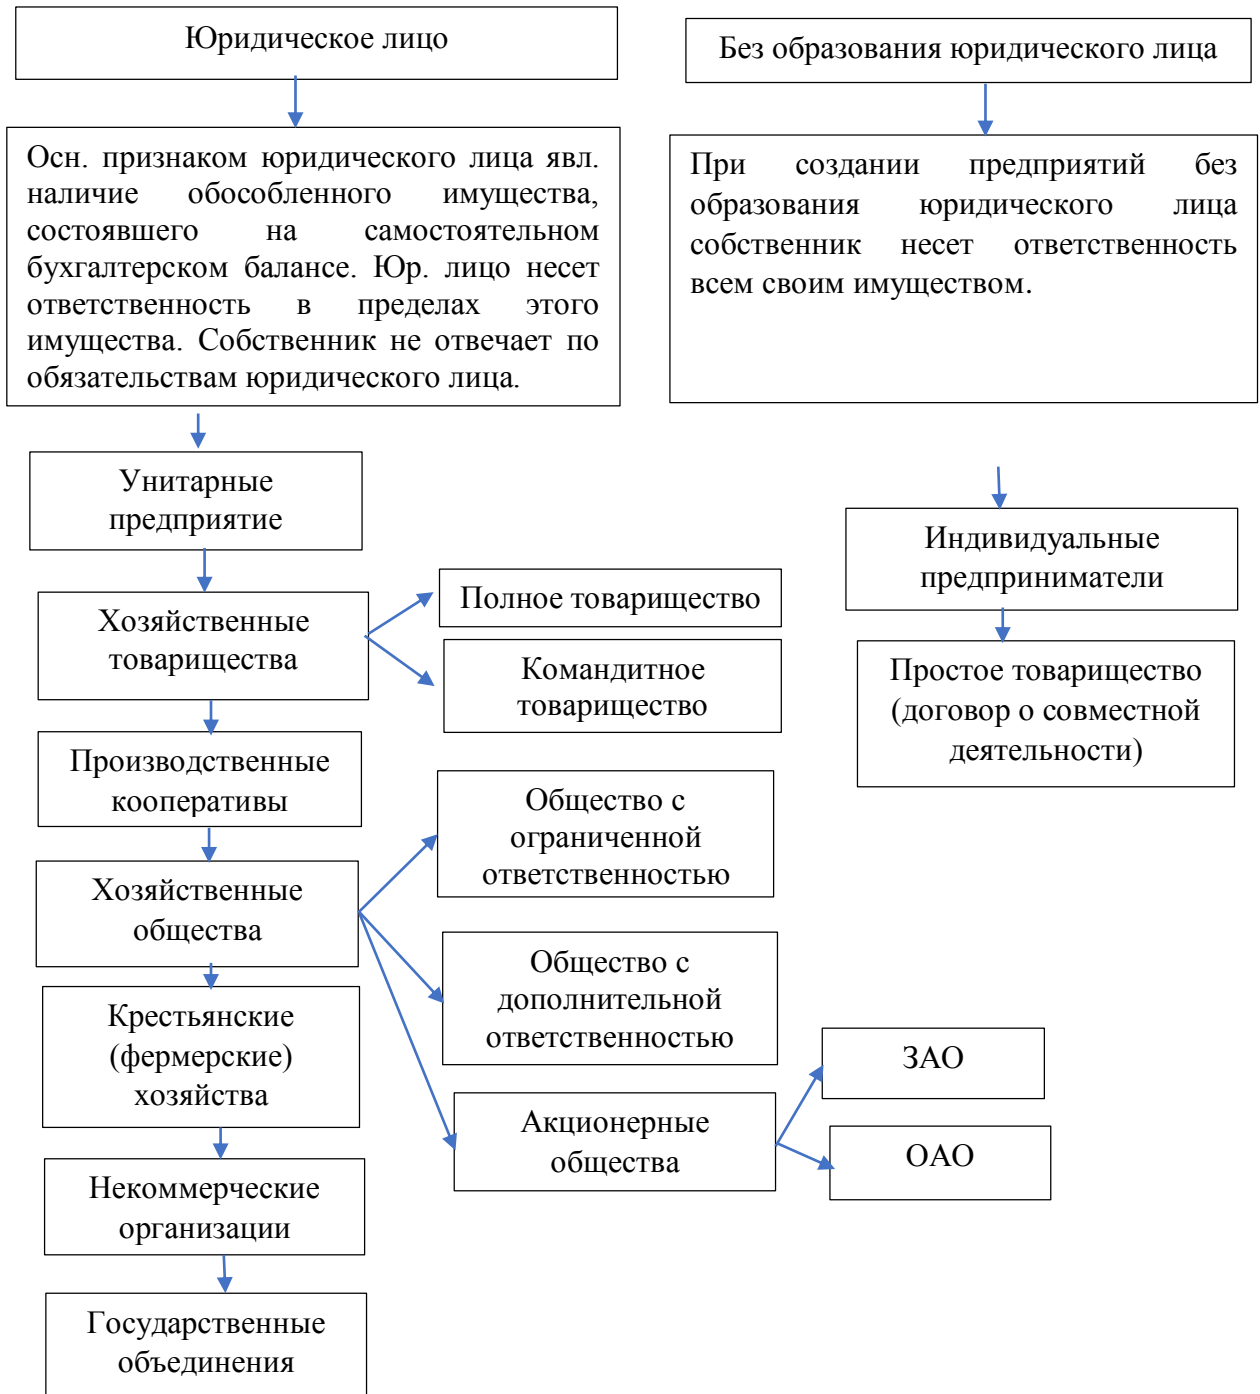 Юридическое лицо
Без образования юридического лица
Осн. признаком юридического лица явл.
наличие обособленного имущества,
состоявшего на самостоятельном
бухгалтерском балансе. Юр. лицо несет
ответственность в пределах этого
имущества. Собственник не отвечает по
обязательствам юридического лица.
При создании предприятий без
образования юридического лица
собственник несет ответственность
всем своим имуществом.
Унитарные
предприятие
Хозяйственные
товарищества
Полное товарищество
Командитное
товарищество
Производственные
кооперативы
Хозяйственные
общества
Общество с
ограниченной
ответственностью
Общество с
дополнительной
ответственностью
Акционерные
общества
ЗАО
ОАО
Крестьянские
(фермерские)
хозяйства
Некоммерческие
организации
Государственные
объединения
Индивидуальные
предприниматели
Простое товарищество
(договор о совместной
деятельности)